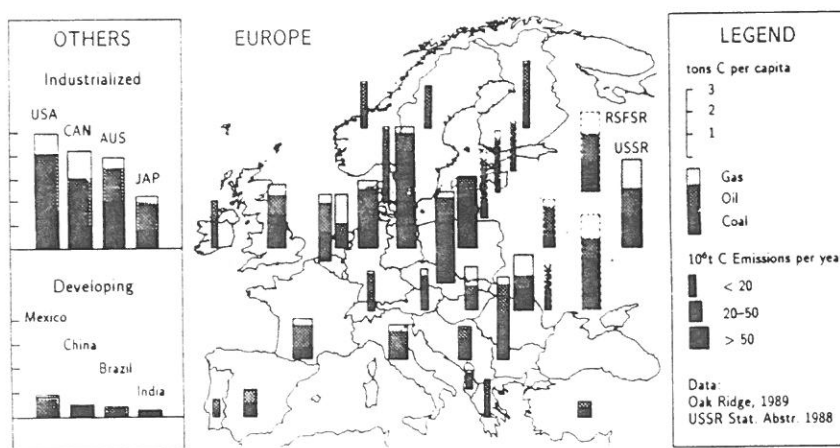 OTHERS
Industrialized
USA
CAN
AUS
JAP
Developing
Mexico
China
Brazil
India
EUROPE
RSFSR
USSR
LEGEND
tons C per capita
3
2
1
Gas
Oil
Coal
10⁶t C Emissions per year
< 20
20–50
> 50
Data:
Oak Ridge, 1989
USSR Stat. Abstr. 1988